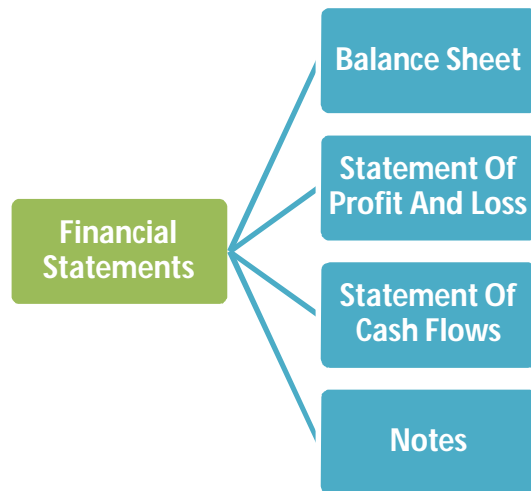 Financial
Statements
Balance Sheet
Statement Of
Profit And Loss
Statement Of
Cash Flows
Notes